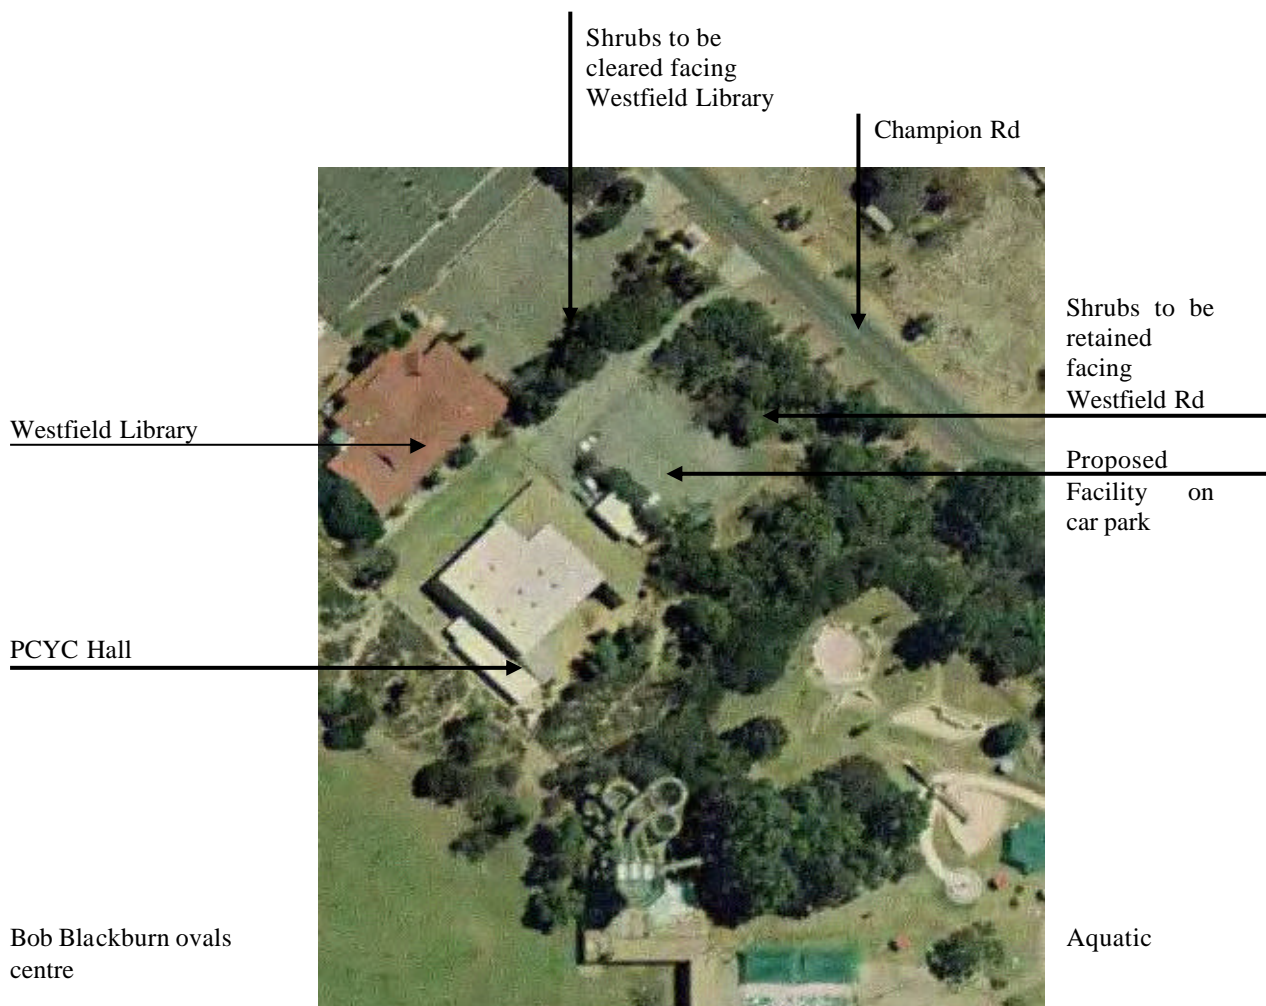 Shrubs to be
cleared facing
Westfield Library
Champion Rd
Shrubs to be
retained
facing
Westfield Rd
Westfield Library
Proposed
Facility on
car park
PCYC Hall
Bob Blackburn ovals
centre
Aquatic